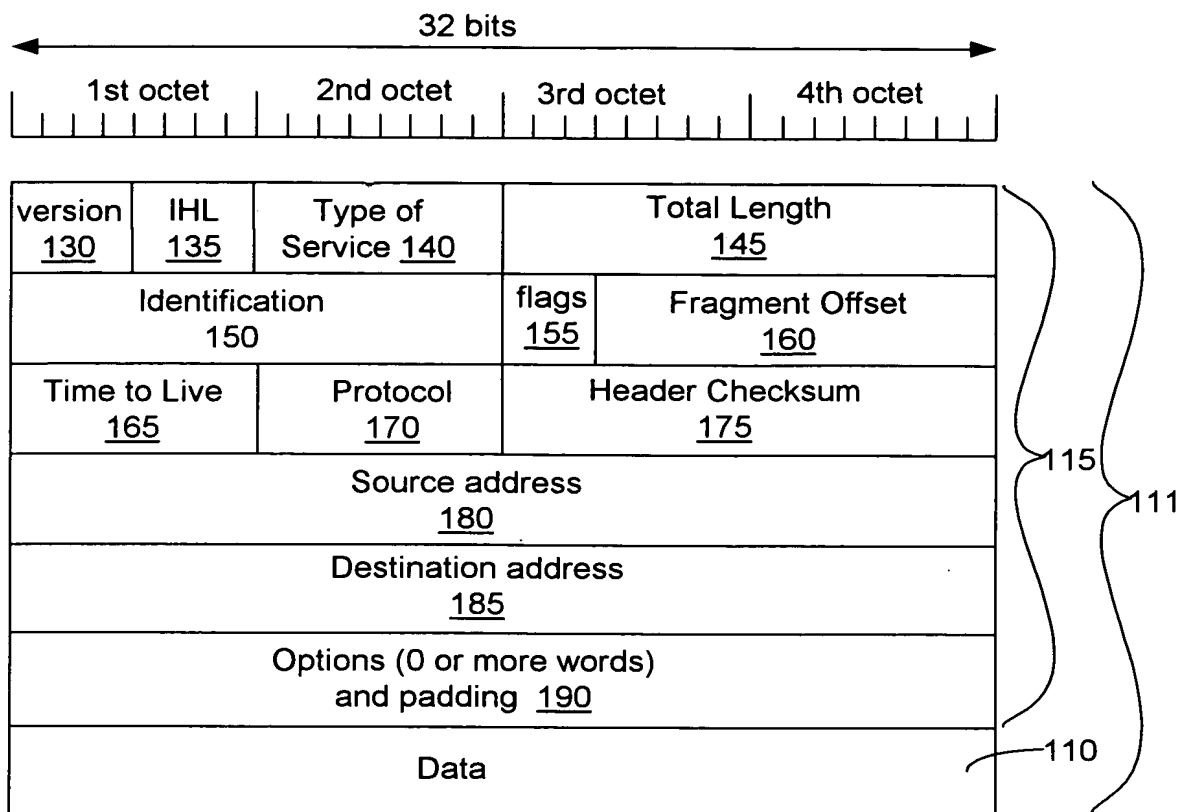 32 bits
1st octet 2nd octet 3rd octet 4th octet
version IHL Type of Total Length
130 135 Service 140 145
Identification flags Fragment Offset
150 155 160
Time to Live Protocol Header Checksum
165 170 175
Source address
180
115
111
Destination address
185
Options (0 or more words)
and padding 190
110
Data